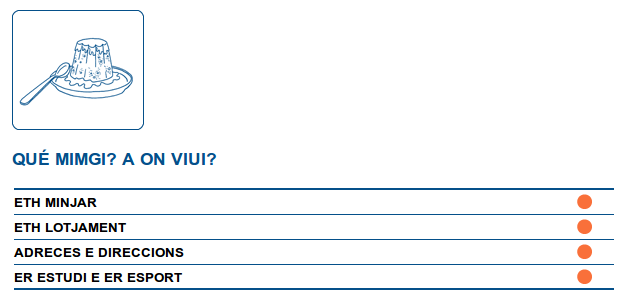 QUÉ MIMGI? A ON VIUI?
ETH MINJAR
ETH LOTJAMENT
ADRECES E DIRECCIONS
ER ESTUDI E ER ESPORT